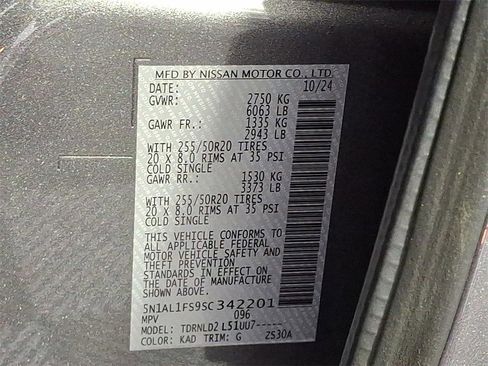 MFD BY NISSAN MOTOR CO., LTD.
DATE: 10/24
GVWR: 2750 KG
6063 LB
GAWR FR.: 1335 KG
2943 LB
WITH 255/50R20 TIRES
20 X 8.0 RIMS AT 35 PSI
COLD SINGLE
GAWR RR.: 1530 KG
3373 LB
WITH 255/50R20 TIRES
20 X 8.0 RIMS AT 35 PSI
COLD SINGLE
THIS VEHICLE CONFORMS TO
ALL APPLICABLE FEDERAL
MOTOR VEHICLE SAFETY AND
THEFT PREVENTION
STANDARDS IN EFFECT ON
THE DATE OF MANUFACTURE
SHOWN ABOVE.
5N1AL1FS9SC342201
MPV 096
MODEL: TDRNLD2 L51UU7-----
COLOR: KAD TRIM: G ZS30A